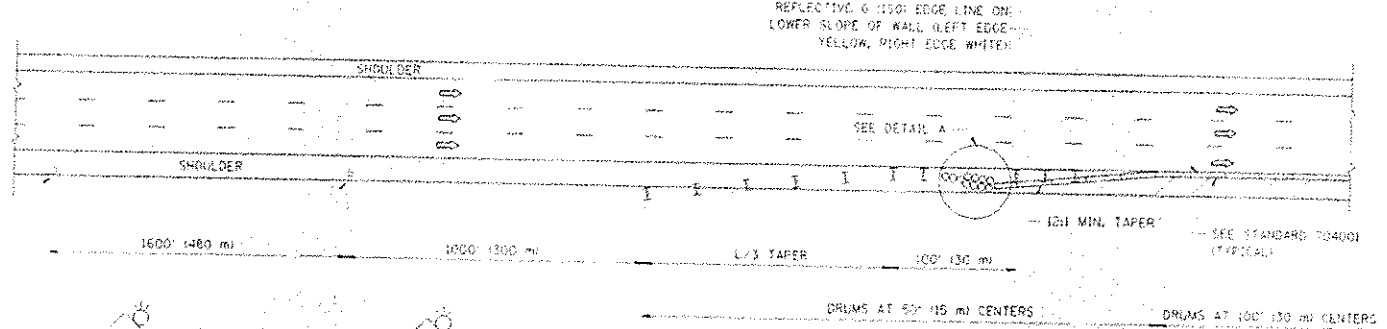 REFLECTIVE 6 (150) EDGE LINE ON
LOWER SLOPE OF WALL (LEFT EDGE
YELLOW, RIGHT EDGE WHITE)
SHOULDER
SEE DETAIL A
SHOULDER
12:1 MIN. TAPER
SEE STANDARD 704001
(TYPICAL)
1600' (480 m)
1000' (300 m)
L/3 TAPER
100' (30 m)
DRUMS AT 50' (15 m) CENTERS
DRUMS AT 100' (30 m) CENTERS